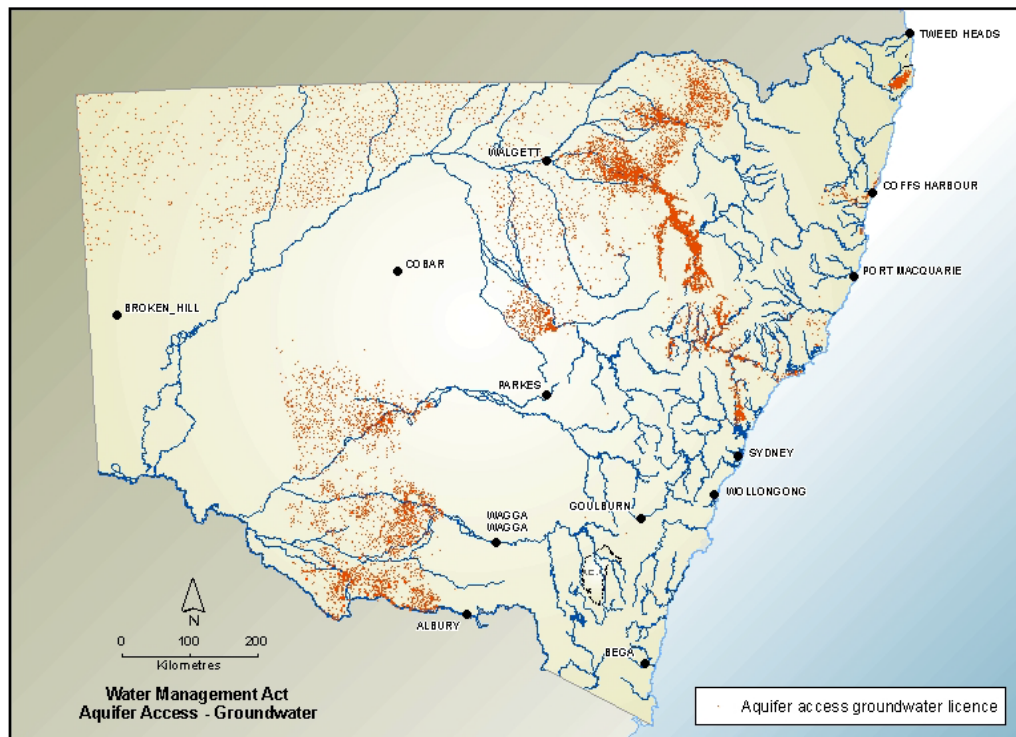 TWEED HEADS
WALGETT
COFFS HARBOUR
COBAR
PORT MACQUARIE
BROKEN_HILL
PARKES
SYDNEY
WOLLONGONG
GOULBURN
WAGGA
WAGGA
N
ALBURY
0 100 200
Kilometres
BEGA
Water Management Act
Aquifer Access - Groundwater
Aquifer access groundwater licence